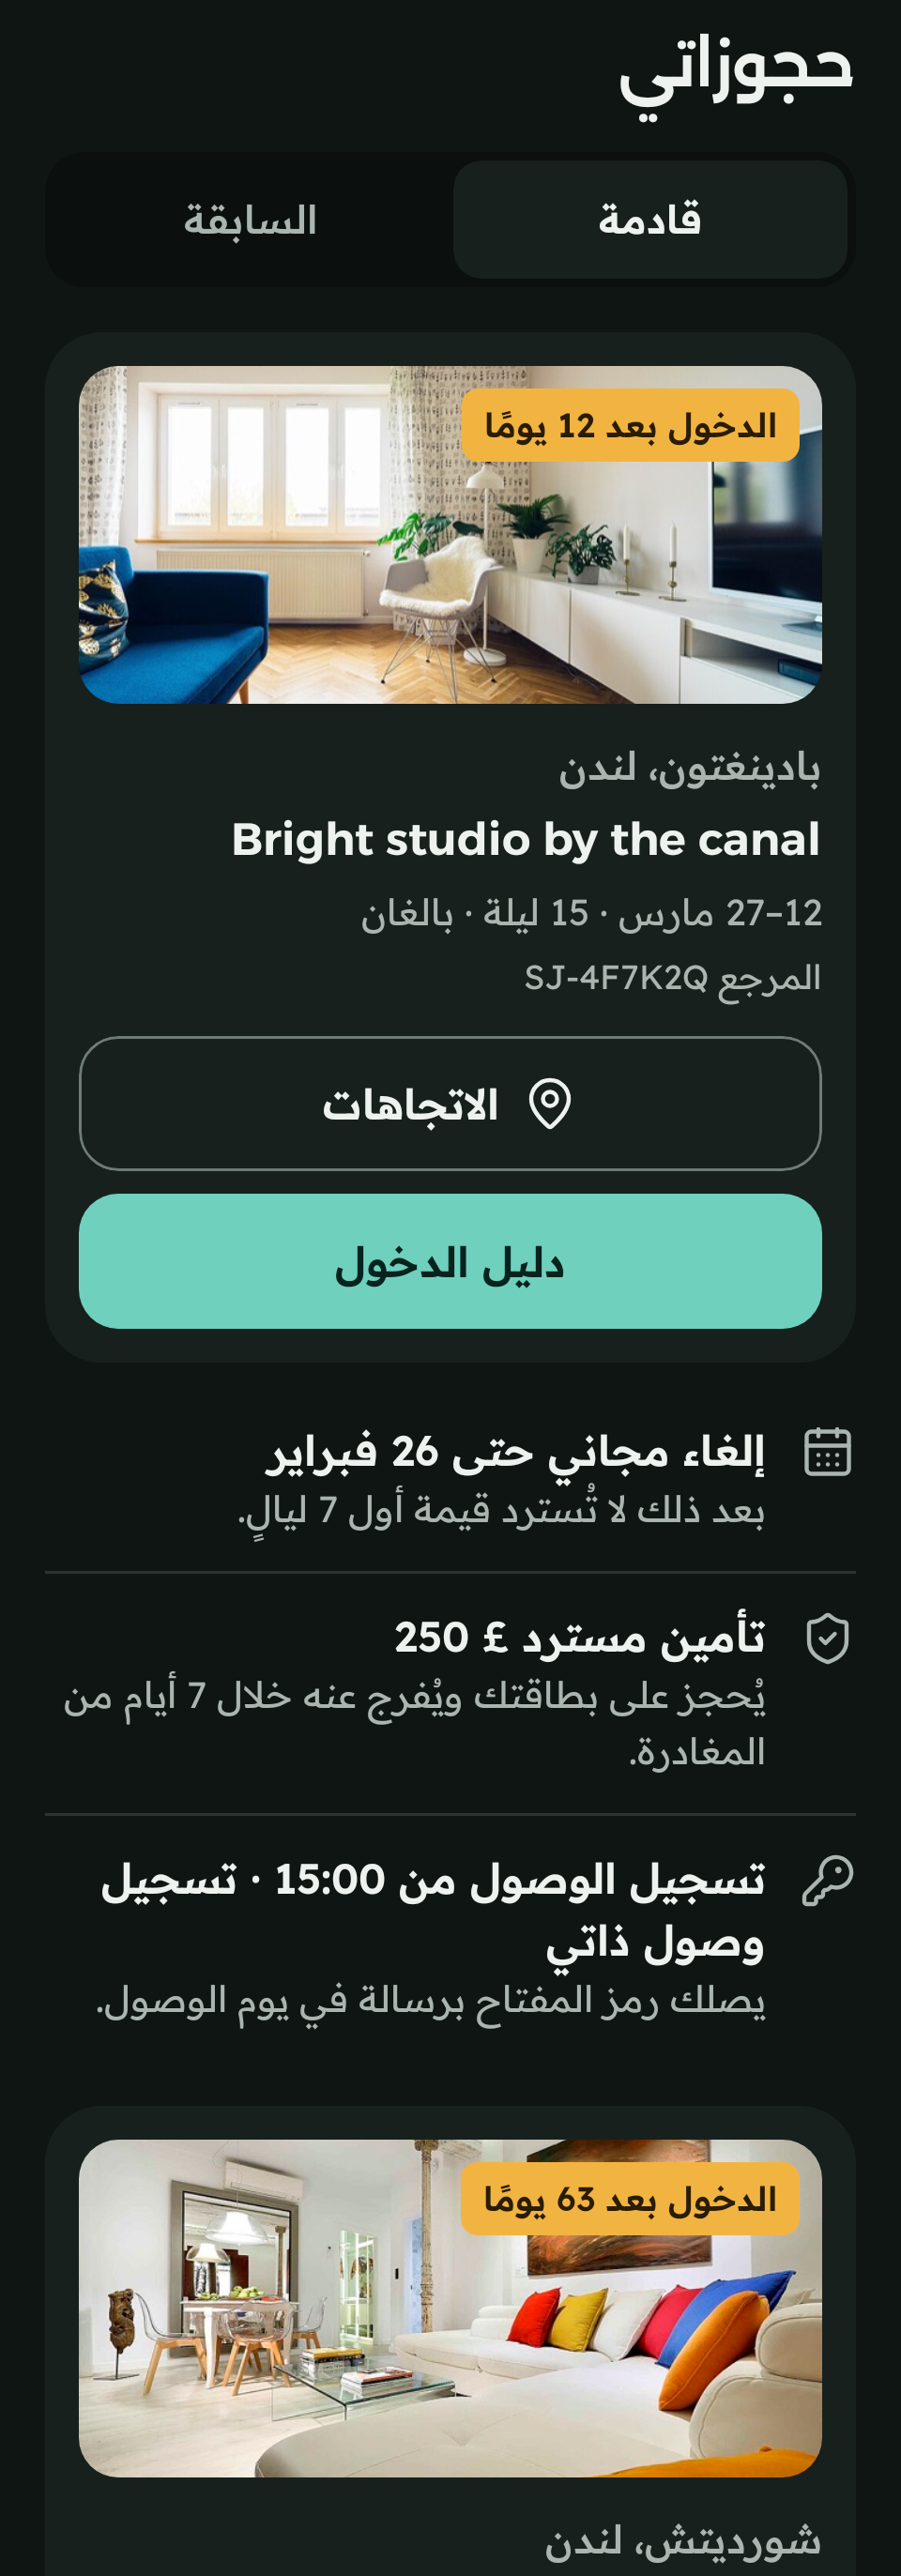 حجوزاتي
قادمة
السابقة
الدخول بعد 12 يومًا
بادينغتون، لندن
Bright studio by the canal
12–27 مارس · 15 ليلة · بالغان
المرجع SJ-4F7K2Q
الاتجاهات
دليل الدخول
إلغاء مجاني حتى 26 فبراير
بعد ذلك لا تُسترد قيمة أول 7 ليالٍ.
تأمين مسترد £ 250
يُحجز على بطاقتك ويُفرج عنه خلال 7 أيام من
المغادرة.
تسجيل الوصول من 15:00 · تسجيل
وصول ذاتي
يصلك رمز المفتاح برسالة في يوم الوصول.
الدخول بعد 63 يومًا
شورديتش، لندن